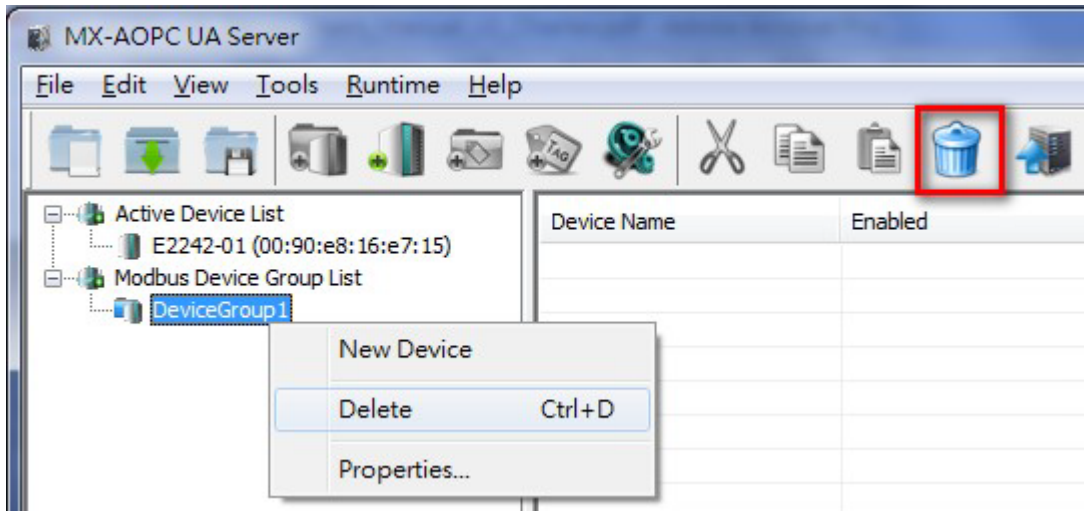 MX-AOPC UA Server
File Edit View Tools Runtime Help
TAG
Device Name Enabled
Active Device List
E2242-01 (00:90:e8:16:e7:15)
Modbus Device Group List
DeviceGroup1
New Device
Delete Ctrl+D
Properties...